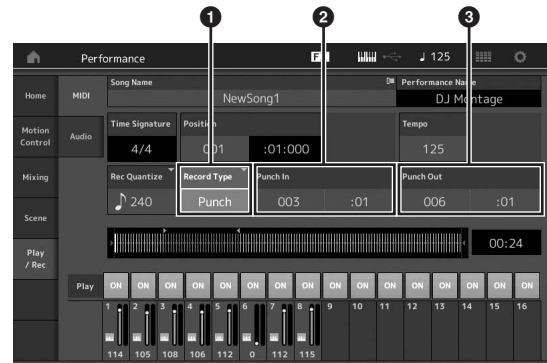 1 2 3
Performance FX 125
Song Name Performance Name
Home MIDI NewSong1 DJ Montage
Motion Control Audio Time Signature Position Tempo
4/4 001 :01:000 125
Mixing Rec Quantize Record Type Punch In Punch Out
240 Punch 003 :01 006 :01
Scene
Play / Rec 00:24
Play ON ON ON ON ON ON ON ON ON ON ON ON ON ON ON ON
1 2 3 4 5 6 7 8 9 10 11 12 13 14 15 16
114 105 108 106 112 0 112 115